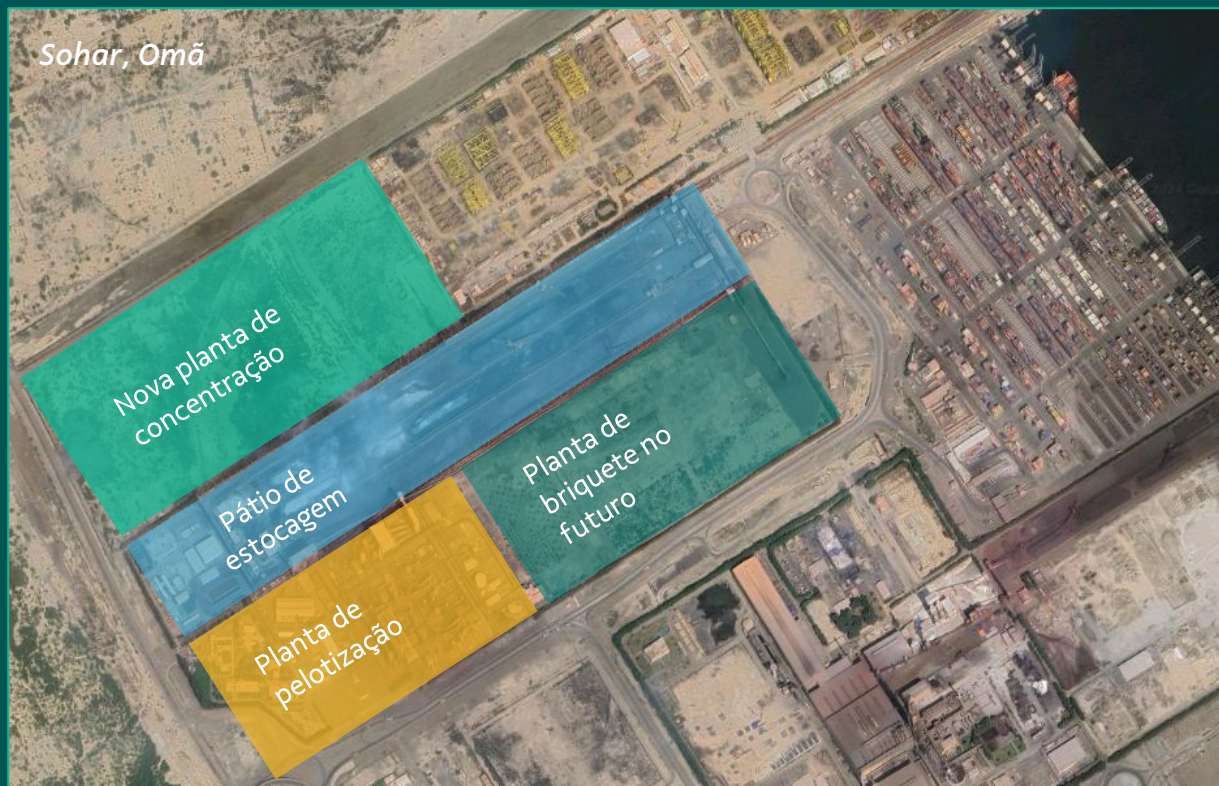 Sohar, Omã
Nova planta de
concentração
Pátio de
estocagem
Planta de
briquete no
futuro
Planta de
pelotização